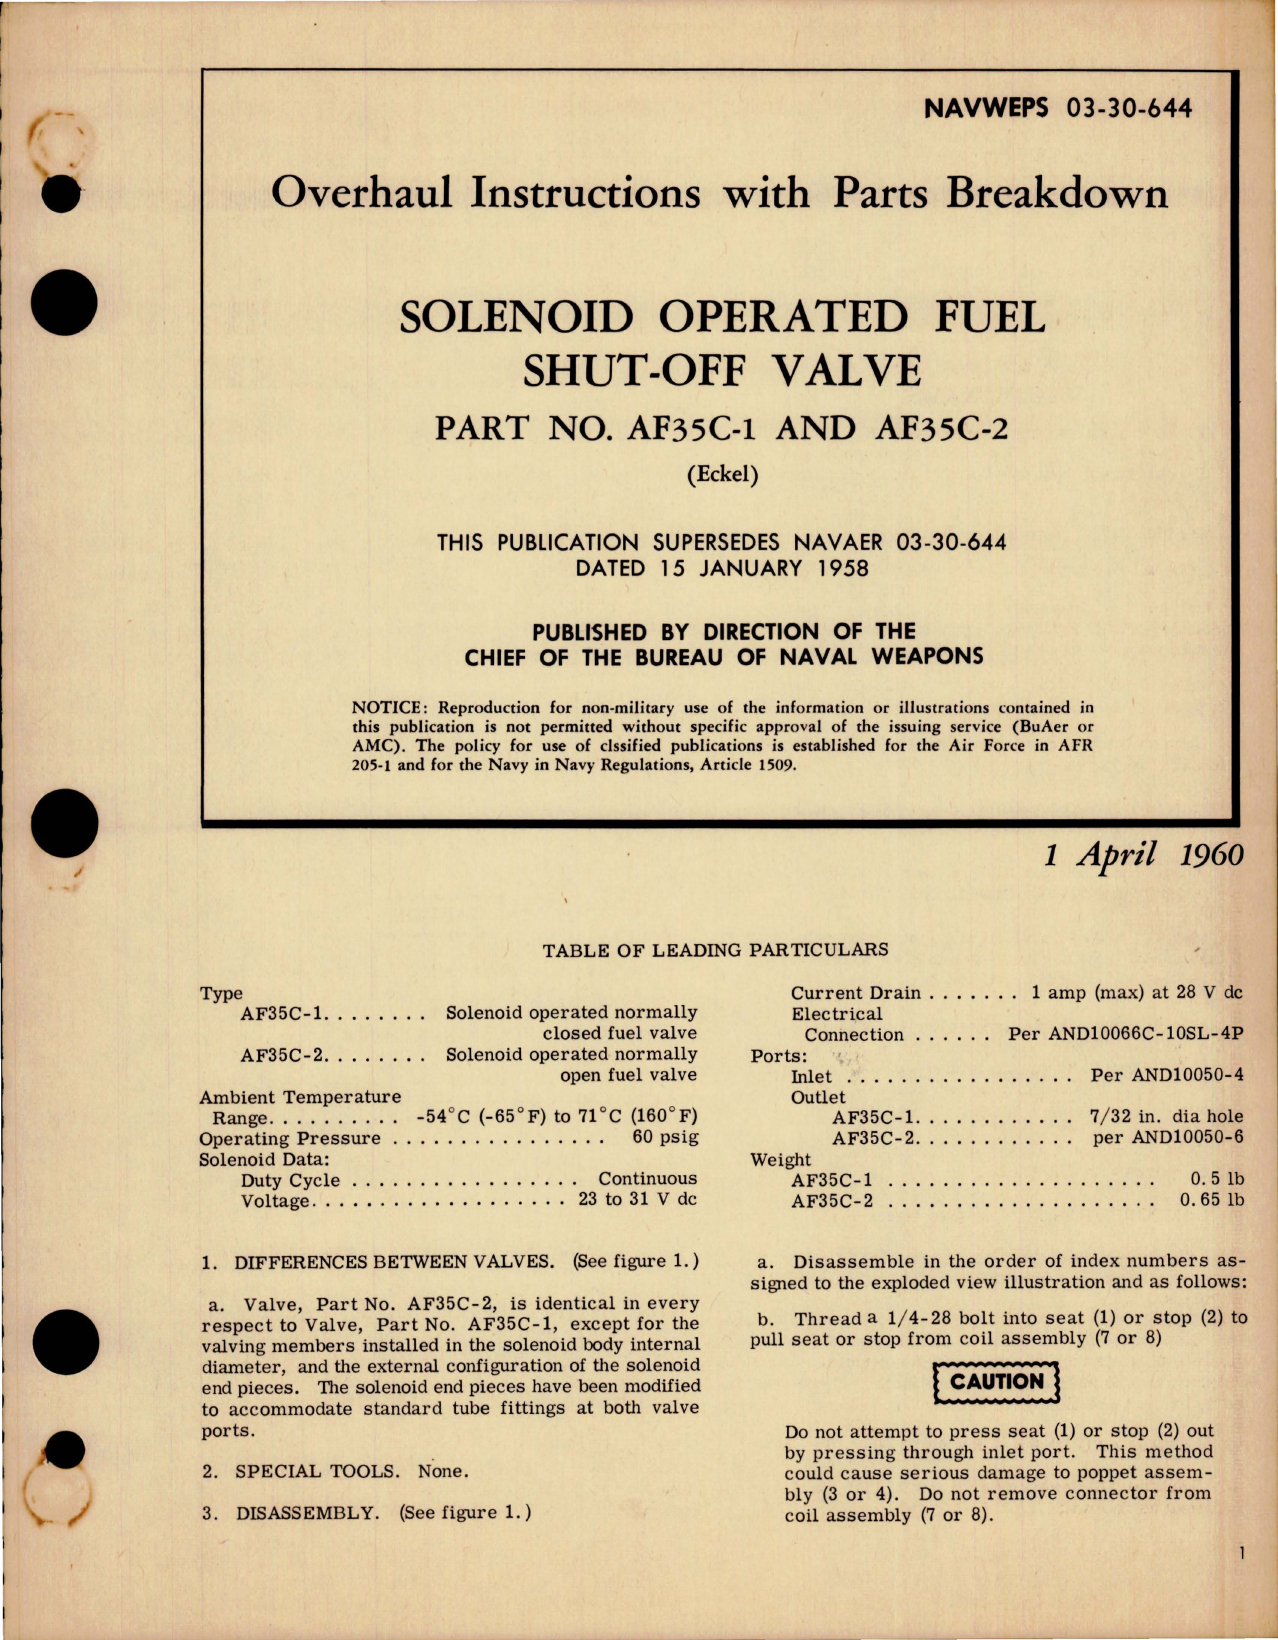 NAVWEPS 03-30-644
Overhaul Instructions with Parts Breakdown
SOLENOID OPERATED FUEL
SHUT-OFF VALVE
PART NO. AF35C-1 AND AF35C-2
(Eckel)
THIS PUBLICATION SUPERSEDES NAVAER 03-30-644
DATED 15 JANUARY 1958
PUBLISHED BY DIRECTION OF THE
CHIEF OF THE BUREAU OF NAVAL WEAPONS
NOTICE: Reproduction for non-military use of the information or illustrations contained in
this publication is not permitted without specific approval of the issuing service (BuAer or
AMC). The policy for use of clssified publications is established for the Air Force in AFR
205-1 and for the Navy in Navy Regulations, Article 1509.
1 April 1960
TABLE OF LEADING PARTICULARS
Type
AF35C-1. . . . . . . . Solenoid operated normally
closed fuel valve
AF35C-2. . . . . . . . Solenoid operated normally
open fuel valve
Ambient Temperature
Range. . . . . . . . . . -54°C (-65°F) to 71°C (160°F)
Operating Pressure . . . . . . . . . . . . . . . . 60 psig
Solenoid Data:
Duty Cycle . . . . . . . . . . . . . . . . . Continuous
Voltage. . . . . . . . . . . . . . . . . . . 23 to 31 V dc
Current Drain . . . . . . . 1 amp (max) at 28 V dc
Electrical
Connection . . . . . . Per AND10066C-10SL-4P
Ports:
Inlet . . . . . . . . . . . . . . . . . Per AND10050-4
Outlet
AF35C-1. . . . . . . . . . . . 7/32 in. dia hole
AF35C-2. . . . . . . . . . . . per AND10050-6
Weight
AF35C-1 . . . . . . . . . . . . . . . . . . . . 0.5 lb
AF35C-2 . . . . . . . . . . . . . . . . . . . . 0.65 lb
1. DIFFERENCES BETWEEN VALVES. (See figure 1.)
a. Valve, Part No. AF35C-2, is identical in every
respect to Valve, Part No. AF35C-1, except for the
valving members installed in the solenoid body internal
diameter, and the external configuration of the solenoid
end pieces. The solenoid end pieces have been modified
to accommodate standard tube fittings at both valve
ports.
2. SPECIAL TOOLS. None.
3. DISASSEMBLY. (See figure 1.)
a. Disassemble in the order of index numbers as-
signed to the exploded view illustration and as follows:
b. Thread a 1/4-28 bolt into seat (1) or stop (2) to
pull seat or stop from coil assembly (7 or 8)
CAUTION
Do not attempt to press seat (1) or stop (2) out
by pressing through inlet port. This method
could cause serious damage to poppet assem-
bly (3 or 4). Do not remove connector from
coil assembly (7 or 8).
1